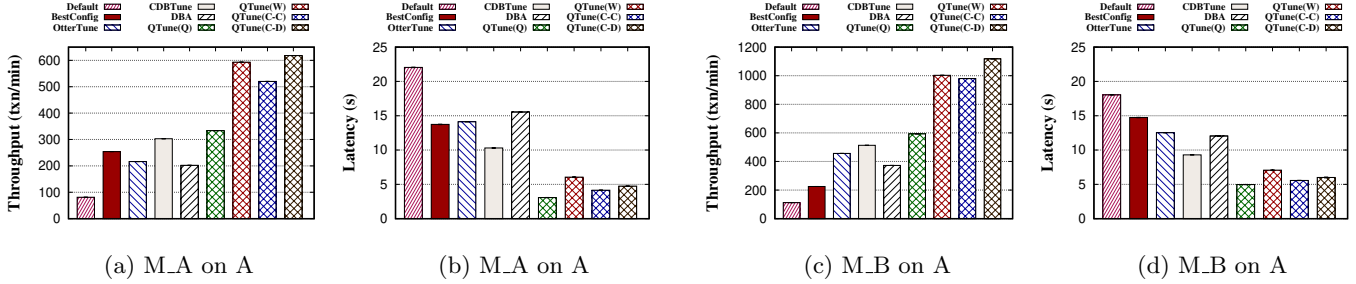 Default CDBTune QTune(W)
BestConfig DBA QTune(C-C)
OtterTune QTune(Q) QTune(C-D)
Throughput (txn/min)
600
500
400
300
200
100
0
(a) M_A on A
Default CDBTune QTune(W)
BestConfig DBA QTune(C-C)
OtterTune QTune(Q) QTune(C-D)
Latency (s)
25
20
15
10
5
0
(b) M_A on A
Default CDBTune QTune(W)
BestConfig DBA QTune(C-C)
OtterTune QTune(Q) QTune(C-D)
Throughput (txn/min)
1200
1000
800
600
400
200
0
(c) M_B on A
Default CDBTune QTune(W)
BestConfig DBA QTune(C-C)
OtterTune QTune(Q) QTune(C-D)
Latency (s)
25
20
15
10
5
0
(d) M_B on A